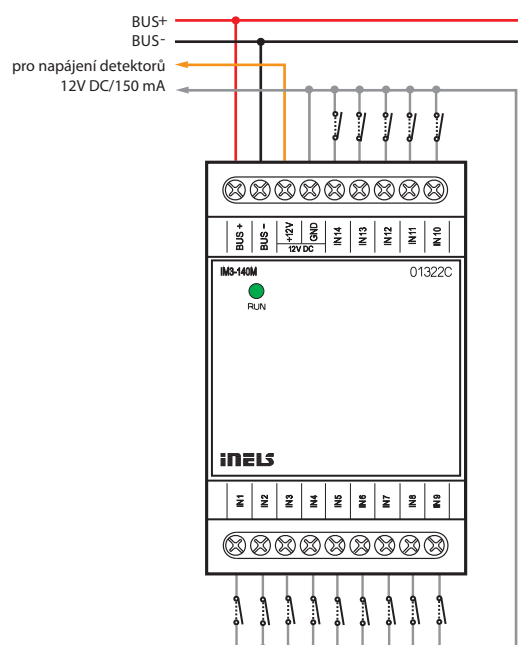 BUS+
BUS-
pro napájení detektorů
12V DC/150 mA
BUS + BUS - +12V GND IN14 IN13 IN12 IN11 IN10
12V DC
IM3-140M 01322C
RUN
iNELS
IN1 IN2 IN3 IN4 IN5 IN6 IN7 IN8 IN9